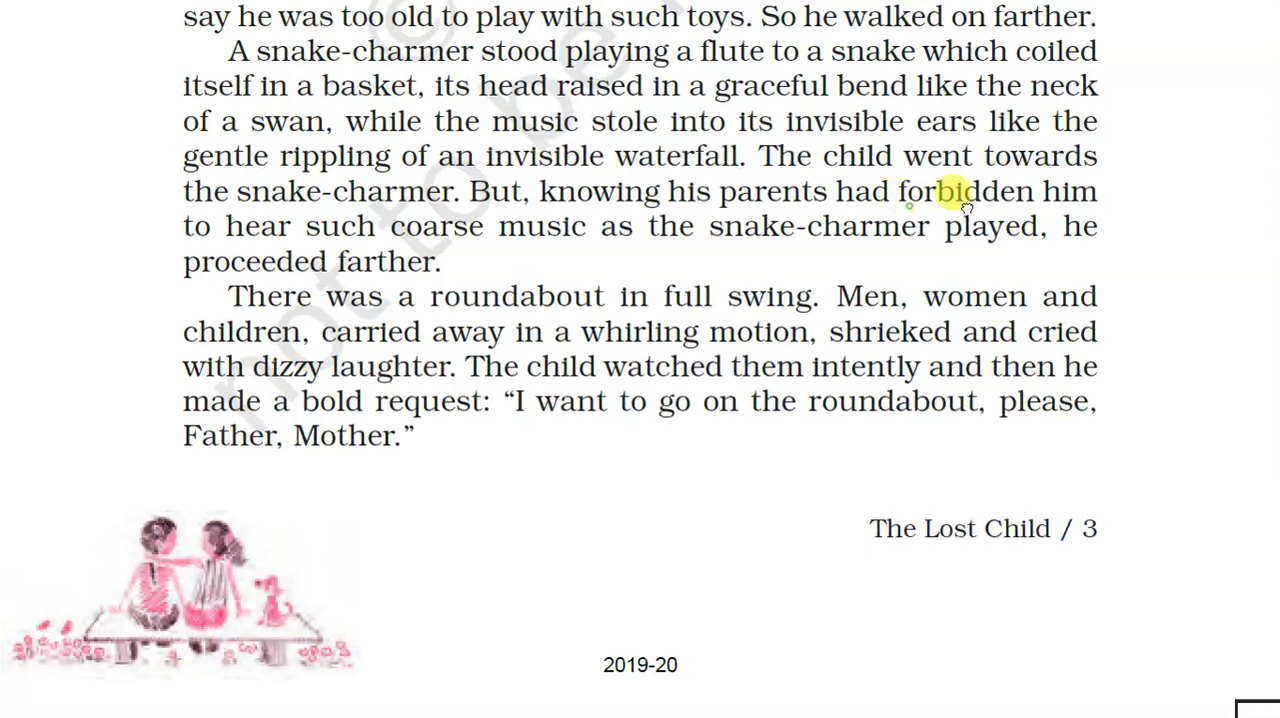 say he was too old to play with such toys. So he walked on farther.
A snake-charmer stood playing a flute to a snake which coiled
itself in a basket, its head raised in a graceful bend like the neck
of a swan, while the music stole into its invisible ears like the
gentle rippling of an invisible waterfall. The child went towards
the snake-charmer. But, knowing his parents had forbidden him
to hear such coarse music as the snake-charmer played, he
proceeded farther.
There was a roundabout in full swing. Men, women and
children, carried away in a whirling motion, shrieked and cried
with dizzy laughter. The child watched them intently and then he
made a bold request: “I want to go on the roundabout, please,
Father, Mother.”
The Lost Child / 3
2019-20
©
not to be